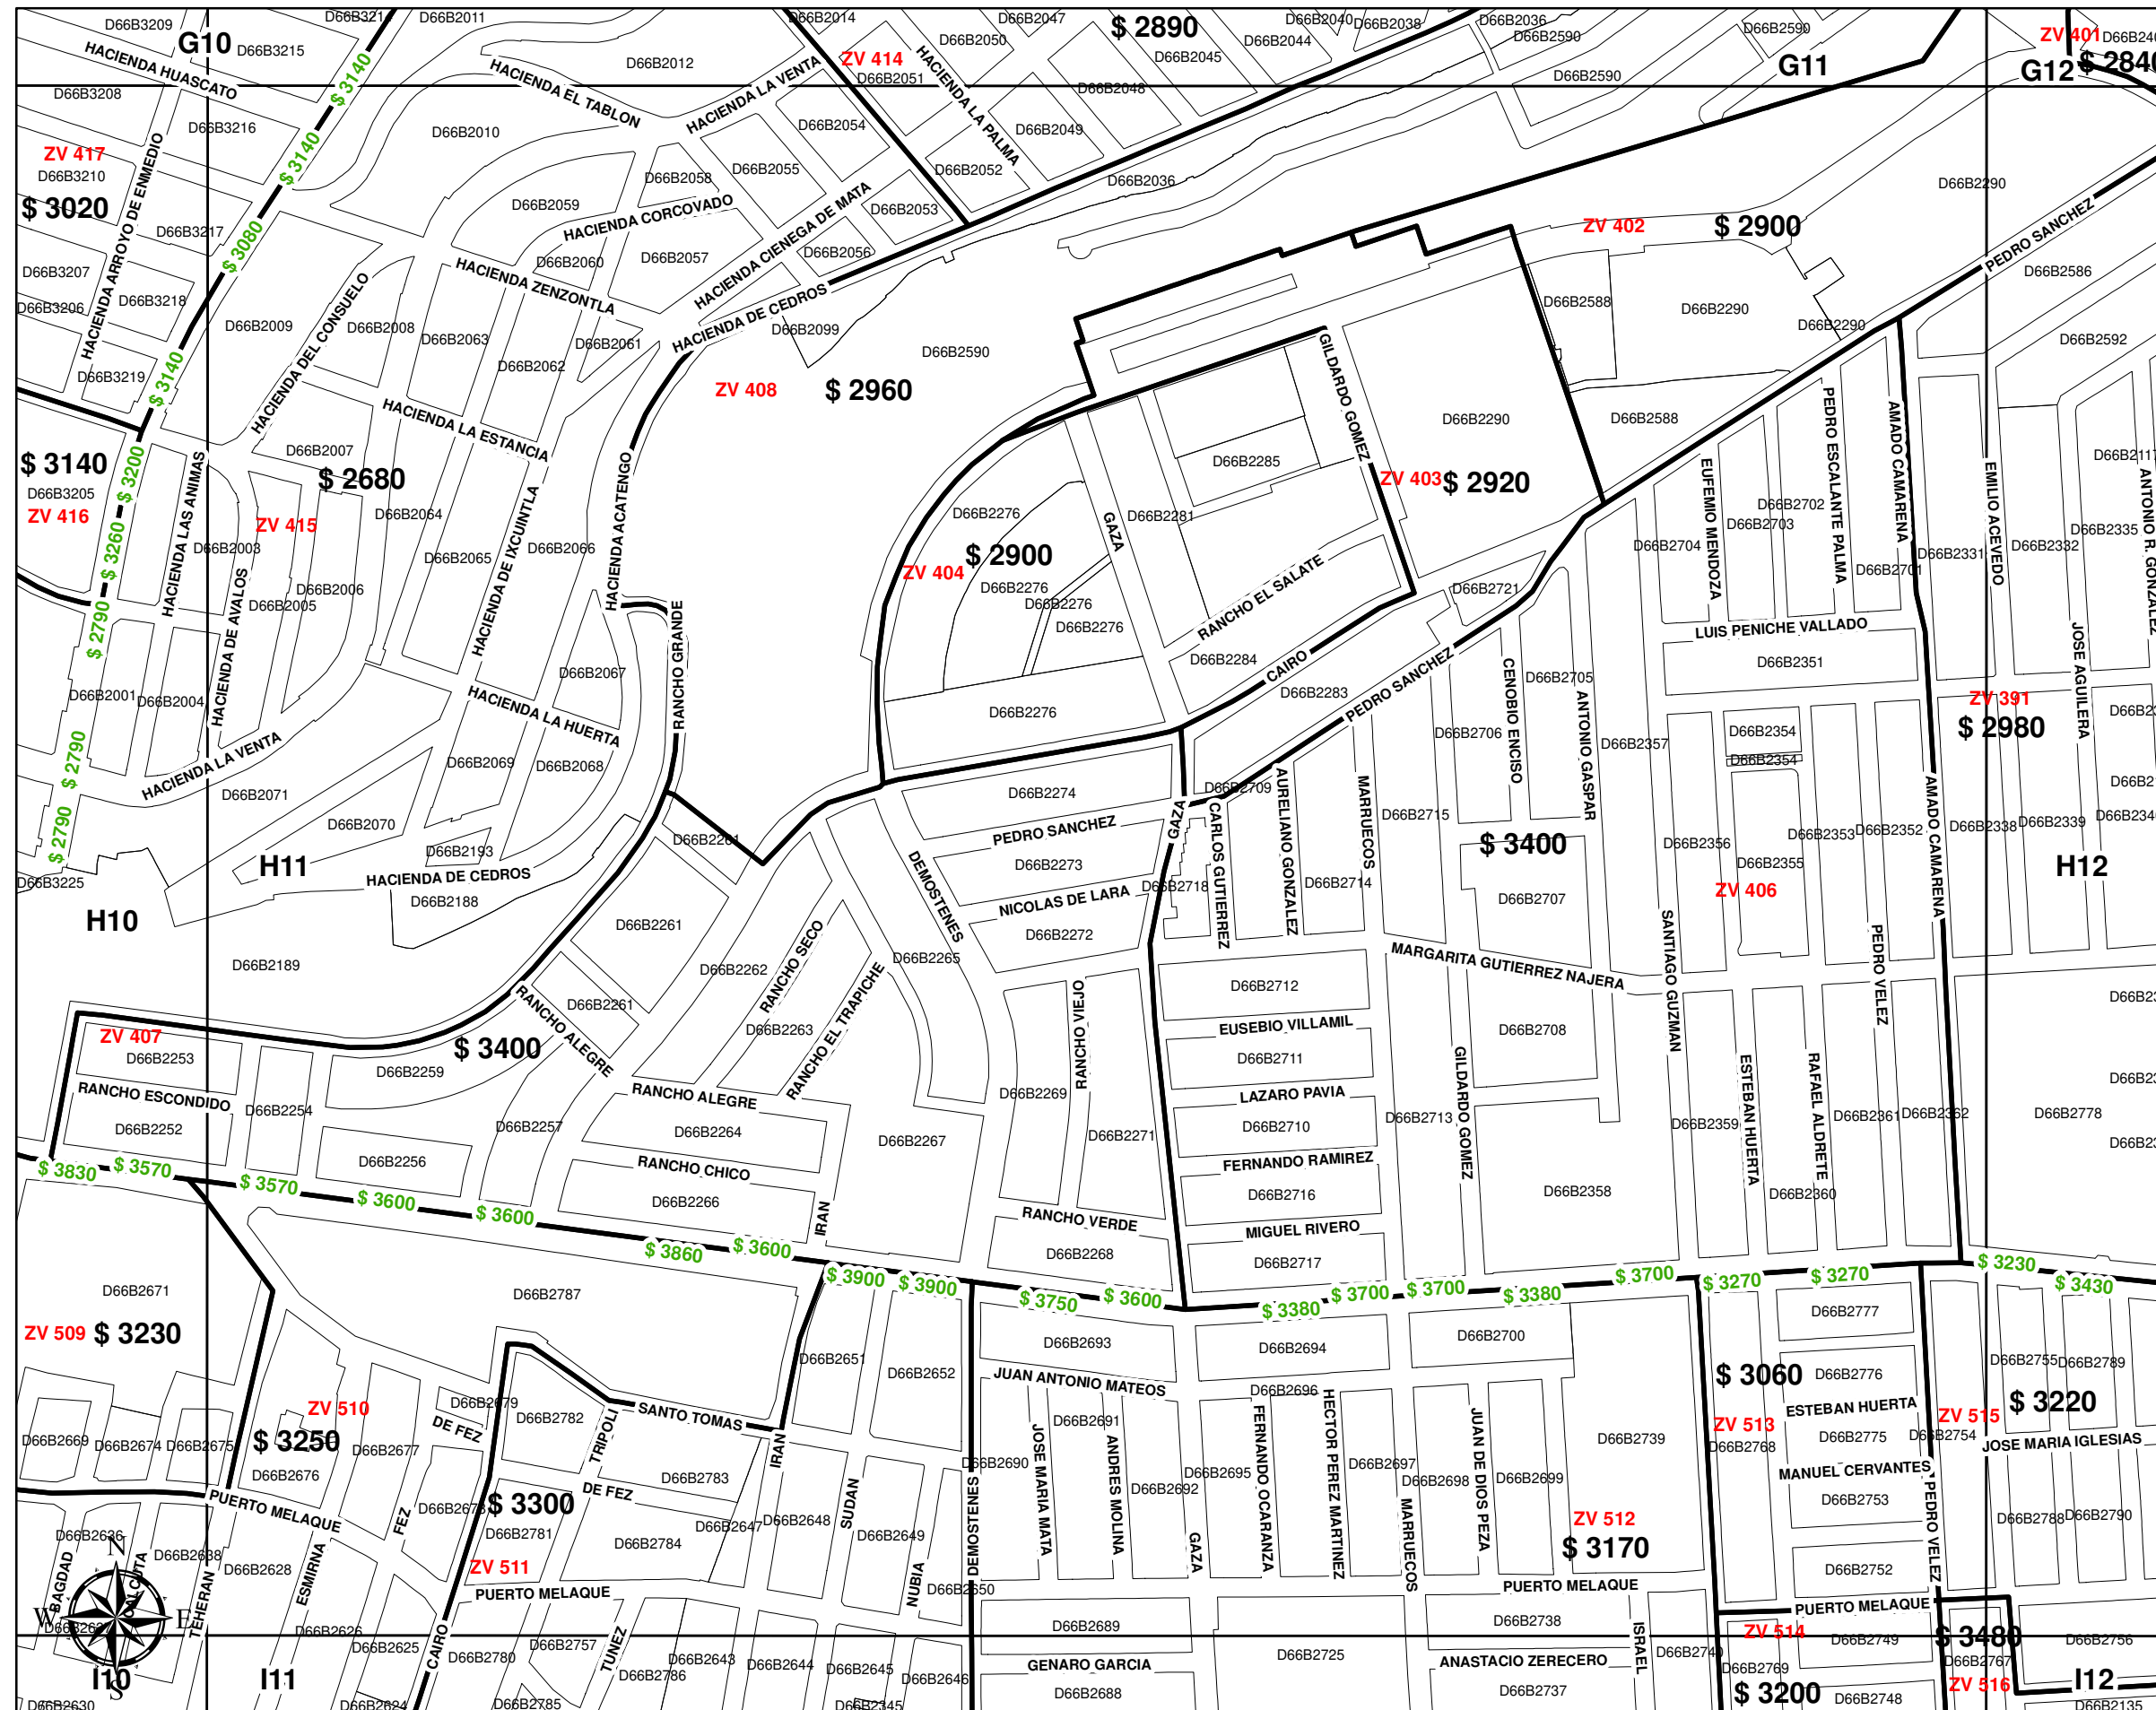 D66B3209
D66B3214
D66B2011
D66B2014
D66B2047
$ 2890
D66B2040
D66B2038
D66B2036
D66B2590
D66B2590
ZV 401
G10
D66B3215
HACIENDA HUASCATO
HACIENDA EL TABLON
D66B2012
HACIENDA LA VENTA
ZV 414
D66B2051
D66B2050
HACIENDA LA PALMA
D66B2045
D66B2044
D66B2048
D66B2590
G11
G12
$ 2840
D66B3208
D66B3216
$ 3140
$ 3140
D66B2010
D66B2054
D66B2049
D66B2052
D66B2036
ZV 417
D66B3210
$ 3020
HACIENDA ARROYO DE ENMEDIO
D66B3217
$ 3080
D66B2059
D66B2058
D66B2055
HACIENDA CORCOVADO
HACIENDA CIENEGA DE MATA
D66B2053
D66B2056
D66B2290
PEDRO SANCHEZ
ZV 402
$ 2900
D66B3207
D66B3206
D66B3218
D66B3219
$ 3140
D66B2009
HACIENDA DEL CONSUELO
D66B2008
HACIENDA ZENZONTLA
D66B2060
D66B2057
D66B2063
D66B2062
D66B2061
HACIENDA DE CEDROS
D66B2099
D66B2590
ZV 408
$ 2960
D66B2588
D66B2290
D66B2290
D66B2586
D66B2592
$ 3140
D66B3205
ZV 416
$ 3200
$ 3260
HACIENDA LAS ANIMAS
D66B2007
$ 2680
HACIENDA LA ESTANCIA
ZV 415
D66B2003
D66B2064
D66B2006
D66B2005
D66B2065
D66B2066
HACIENDA DE IXCUINTLA
HACIENDA ACATENGO
HACIENDA DE AVALOS
GILDARDO GOMEZ
D66B2290
D66B2285
ZV 403
$ 2920
D66B2588
D66B2276
$ 2900
ZV 404
D66B2276
D66B2276
D66B2276
GAZA
D66B2281
RANCHO EL SALATE
D66B2721
EUFEMIO MENDOZA
D66B2702
D66B2703
D66B2704
PEDRO ESCALANTE PALMA
AMADO CAMARENA
D66B2701
D66B2331
EMILIO ACEVEDO
D66B2332
D66B2335
D66B2117
ANTONIO R. GONZALEZ
$ 2790
$ 2790
$ 2790
D66B2001
D66B2004
HACIENDA LA VENTA
D66B2067
HACIENDA LA HUERTA
RANCHO GRANDE
D66B2069
D66B2068
D66B2071
D66B2070
D66B2193
HACIENDA DE CEDROS
D66B2188
D66B3225
H11
H10
D66B2189
D66B2276
D66B2284
CAIRO
D66B2283
PEDRO SANCHEZ
LUIS PENICHE VALLADO
D66B2351
CENOBIO ENCISO
D66B2705
ANTONIO GASPAR
D66B2706
D66B2357
D66B2354
D66B2354
ZV 391
$ 2980
JOSE AGUILERA
D66B2274
PEDRO SANCHEZ
D66B2273
NICOLAS DE LARA
D66B2272
DEMOSTENES
GAZA
D66B2709
CARLOS GUTIERREZ
AURELIANO GONZALEZ
MARRUECOS
D66B2715
D66B2714
D66B2718
$ 3400
D66B2707
D66B2356
D66B2355
D66B2353
D66B2352
D66B2338
D66B2339
ZV 406
AMADO CAMARENA
H12
D66B2261
D66B2261
D66B2261
D66B2262
RANCHO SECO
D66B2263
RANCHO EL TRAPICHE
D66B2265
RANCHO VIEJO
D66B2712
EUSEBIO VILLAMIL
D66B2711
LAZARO PAVIA
D66B2710
FERNANDO RAMIREZ
D66B2716
MIGUEL RIVERO
D66B2717
MARGARITA GUTIERREZ NAJERA
D66B2708
GILDARDO GOMEZ
D66B2713
SANTIAGO GUZMAN
PEDRO VELEZ
ESTEBAN HUERTA
RAFAEL ALDRETE
D66B2359
D66B2361
D66B2362
D66B2778
D66B2358
D66B2360
ZV 407
D66B2253
RANCHO ESCONDIDO
D66B2252
D66B2254
D66B2259
$ 3400
RANCHO ALEGRE
RANCHO ALEGRE
D66B2257
D66B2264
D66B2256
RANCHO CHICO
D66B2266
IRAN
D66B2267
D66B2269
D66B2271
RANCHO VERDE
D66B2268
$ 3830
$ 3570
$ 3570
$ 3600
$ 3600
$ 3860
$ 3600
$ 3900
$ 3900
$ 3750
$ 3600
$ 3380
$ 3700
$ 3700
$ 3380
$ 3700
$ 3270
$ 3270
$ 3230
$ 3430
D66B2671
ZV 509
$ 3230
D66B2787
D66B2669
D66B2674
D66B2675
ZV 510
$ 3250
D66B2676
D66B2677
D66B2679
DE FEZ
D66B2782
TRIPOLI
SANTO TOMAS
D66B2783
DE FEZ
IRAN
D66B2651
D66B2652
D66B2693
JUAN ANTONIO MATEOS
D66B2694
D66B2700
D66B2696
D66B2691
D66B2690
JOSE MARIA MATA
ANDRES MOLINA
D66B2692
D66B2695
FERNANDO OCARANZA
HECTOR PEREZ MARTINEZ
D66B2697
D66B2698
JUAN DE DIOS PEZA
D66B2699
D66B2739
ZV 512
$ 3170
D66B2777
$ 3060
D66B2776
ESTEBAN HUERTA
ZV 513
D66B2768
D66B2775
MANUEL CERVANTES
D66B2753
D66B2752
ZV 515
D66B2754
D66B2755
D66B2789
$ 3220
JOSE MARIA IGLESIAS
D66B2788
D66B2790
PEDRO VELEZ
PUERTO MELAQUE
FEZ
D66B2673
$ 3300
D66B2781
ZV 511
PUERTO MELAQUE
D66B2784
D66B2647
D66B2648
SUDAN
D66B2649
NUBIA
D66B2650
DEMOSTENES
GAZA
MARRUECOS
PUERTO MELAQUE
PUERTO MELAQUE
D66B2636
D66B2638
D66B2628
BAGDAD
CALCUTA
TEHERAN
ESMIRNA
N
W
E
S
D66B2626
D66B2625
CAIRO
D66B2780
D66B2757
TUNEZ
D66B2786
D66B2643
D66B2644
D66B2645
D66B2646
D66B2689
GENARO GARCIA
D66B2688
D66B2725
D66B2738
ANASTACIO ZERECERO
D66B2737
ISRAEL
D66B2740
ZV 514
D66B2749
D66B2769
$ 3200
D66B2748
$ 3480
D66B2767
ZV 516
D66B2756
I12
D66B2135
I10
I11
D66B2630
D66B2624
D66B2785
D66B2345